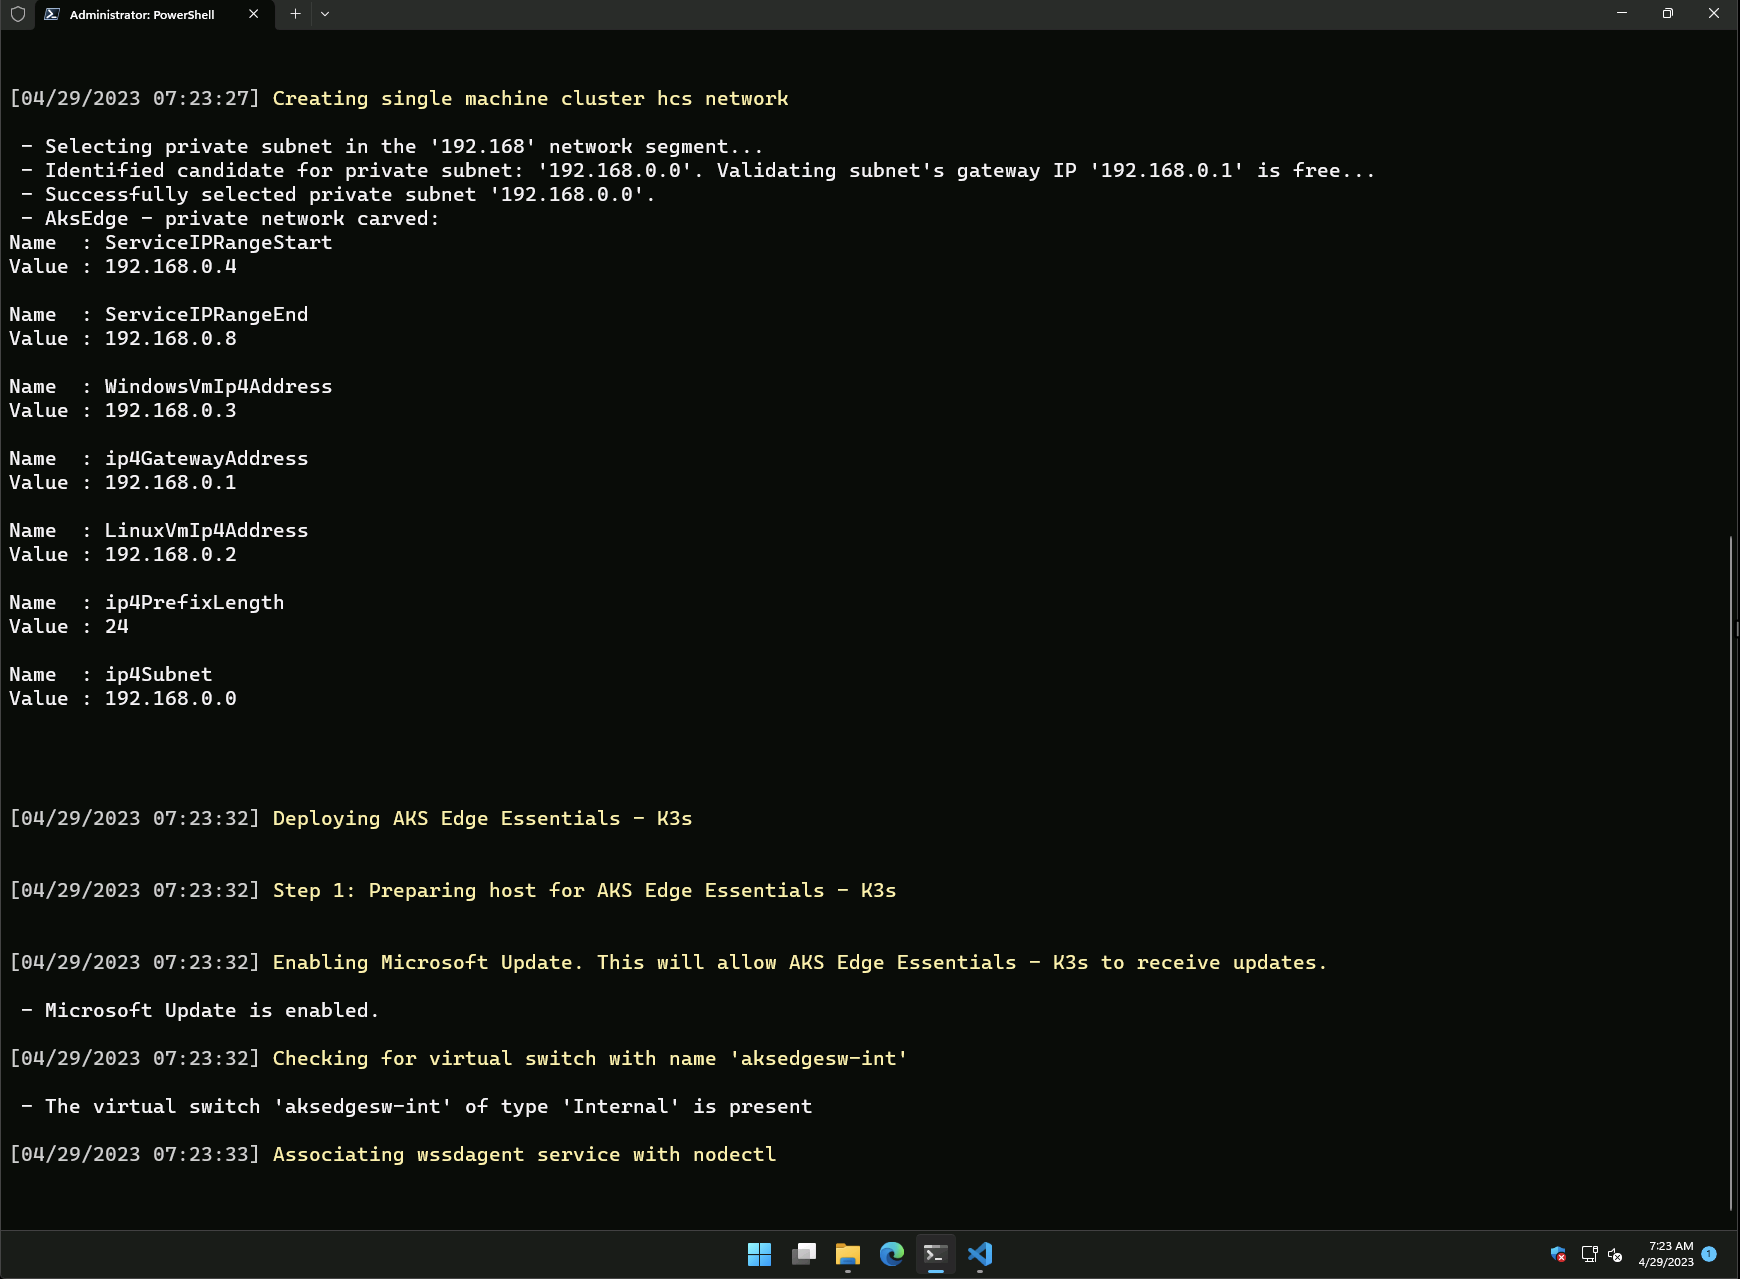 Administrator: PowerShell
[04/29/2023 07:23:27] Creating single machine cluster hcs network
- Selecting private subnet in the '192.168' network segment...
- Identified candidate for private subnet: '192.168.0.0'. Validating subnet's gateway IP '192.168.0.1' is free...
- Successfully selected private subnet '192.168.0.0'.
- AksEdge - private network carved:
Name  : ServiceIPRangeStart
Value : 192.168.0.4
Name  : ServiceIPRangeEnd
Value : 192.168.0.8
Name  : WindowsVmIp4Address
Value : 192.168.0.3
Name  : ip4GatewayAddress
Value : 192.168.0.1
Name  : LinuxVmIp4Address
Value : 192.168.0.2
Name  : ip4PrefixLength
Value : 24
Name  : ip4Subnet
Value : 192.168.0.0
[04/29/2023 07:23:32] Deploying AKS Edge Essentials - K3s
[04/29/2023 07:23:32] Step 1: Preparing host for AKS Edge Essentials - K3s
[04/29/2023 07:23:32] Enabling Microsoft Update. This will allow AKS Edge Essentials - K3s to receive updates.
- Microsoft Update is enabled.
[04/29/2023 07:23:32] Checking for virtual switch with name 'aksedgesw-int'
- The virtual switch 'aksedgesw-int' of type 'Internal' is present
[04/29/2023 07:23:33] Associating wssdagent service with nodectl
7:23 AM
4/29/2023
1